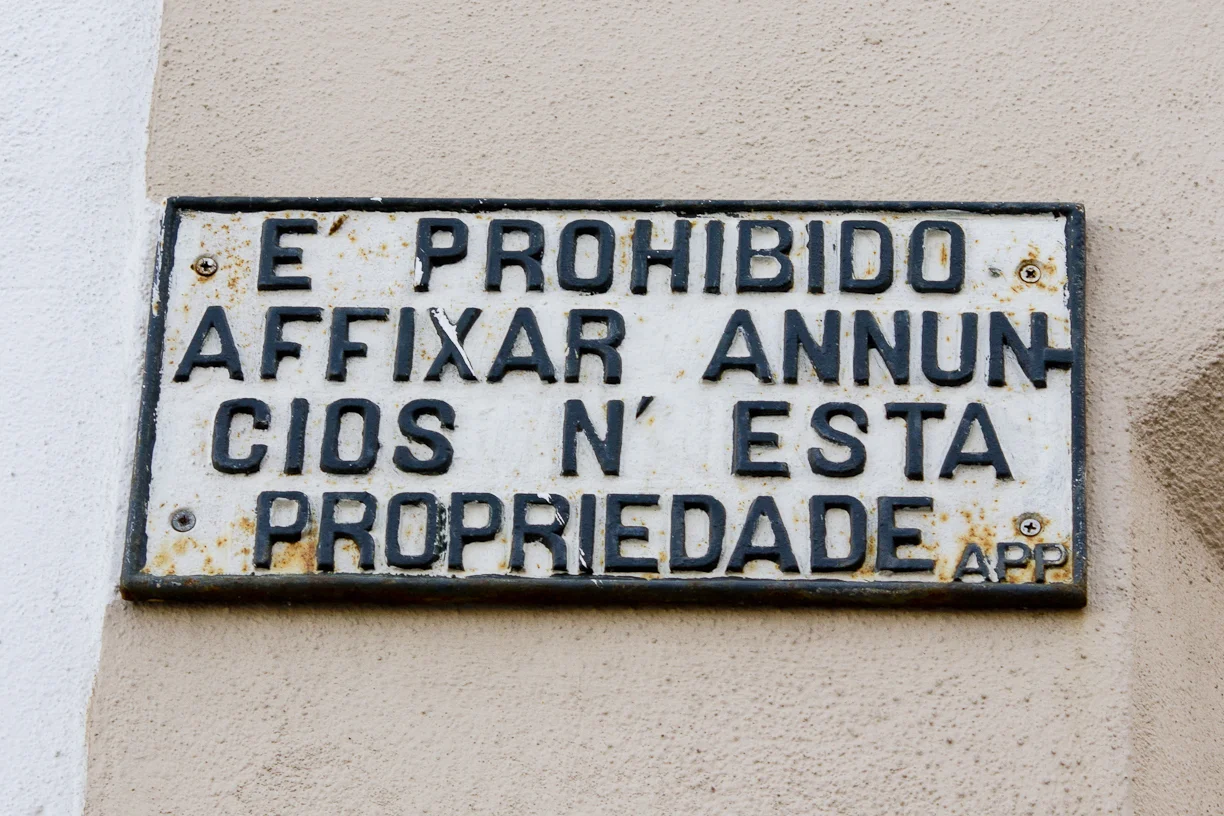 E PROHIBIDO
AFFIXAR ANNUN-
CIOS N' ESTA
PROPRIEDADE
APP